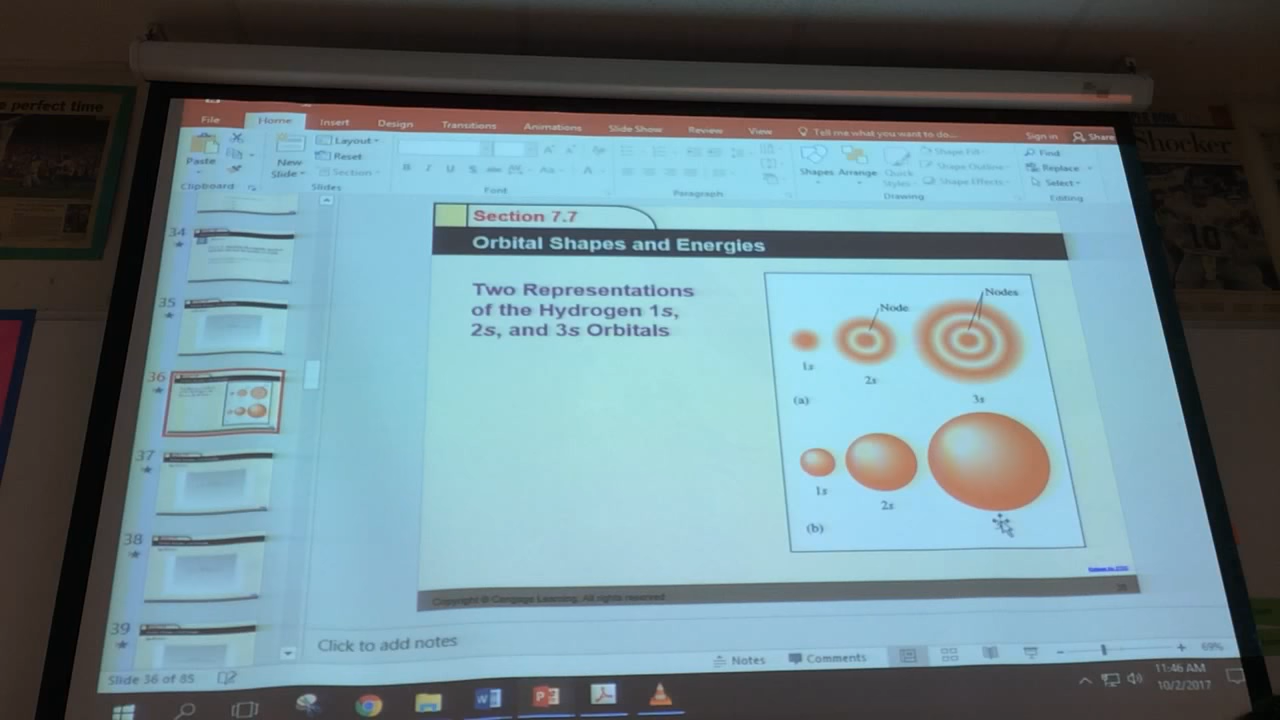 perfect time
Shocker
10
File Home Insert Design Transitions Animations Slide Show Review View Tell me what you want to do... Sign in Share
Paste
Clipboard
New
Slide
Layout
Reset
Section
Slides
B I U S
Aa
A
Font
Paragraph
Shapes Arrange Quick
Styles
Shape Fill
Shape Outline
Shape Effects
Drawing
Find
Replace
Select
Editing
34
35
36
37
38
39
Section 7.7
Orbital Shapes and Energies
Two Representations
of the Hydrogen 1s,
2s, and 3s Orbitals
Node
Nodes
1s
2s
3s
(a)
1s
2s
(b)
Copyright © Cengage Learning. All rights reserved
36
Click to add notes
Slide 36 of 85
Notes Comments
69%
11:46 AM
10/2/2017